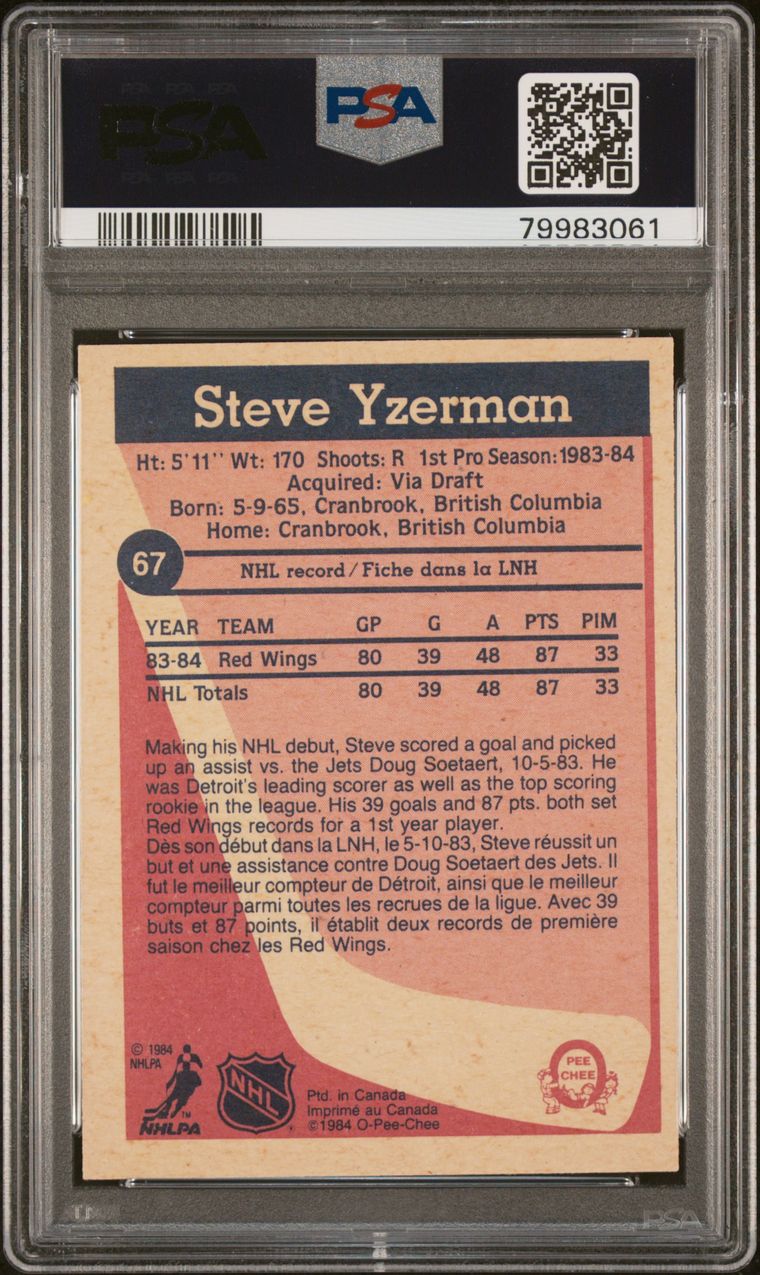 PSA PSA PSA
PSA
PSA
PSA PSA PSA
79983061
Steve Yzerman
Ht: 5'11'' Wt: 170 Shoots: R 1st Pro Season: 1983-84
Acquired: Via Draft
Born: 5-9-65, Cranbrook, British Columbia
Home: Cranbrook, British Columbia
67
NHL record/Fiche dans la LNH
YEAR TEAM GP G A PTS PIM
83-84 Red Wings 80 39 48 87 33
NHL Totals 80 39 48 87 33
Making his NHL debut, Steve scored a goal and picked
up an assist vs. the Jets Doug Soetaert, 10-5-83. He
was Detroit's leading scorer as well as the top scoring
rookie in the league. His 39 goals and 87 pts. both set
Red Wings records for a 1st year player.
Dès son début dans la LNH, le 5-10-83, Steve réussit un
but et une assistance contre Doug Soetaert des Jets. Il
fut le meilleur compteur de Détroit, ainsi que le meilleur
compteur parmi toutes les recrues de la ligue. Avec 39
buts et 87 points, il établit deux records de première
saison chez les Red Wings.
© 1984
NHLPA
TM
NHLPA
NHL
Ptd. in Canada
Imprimé au Canada
©1984 O-Pee-Chee
PEE
CHEE
PSA